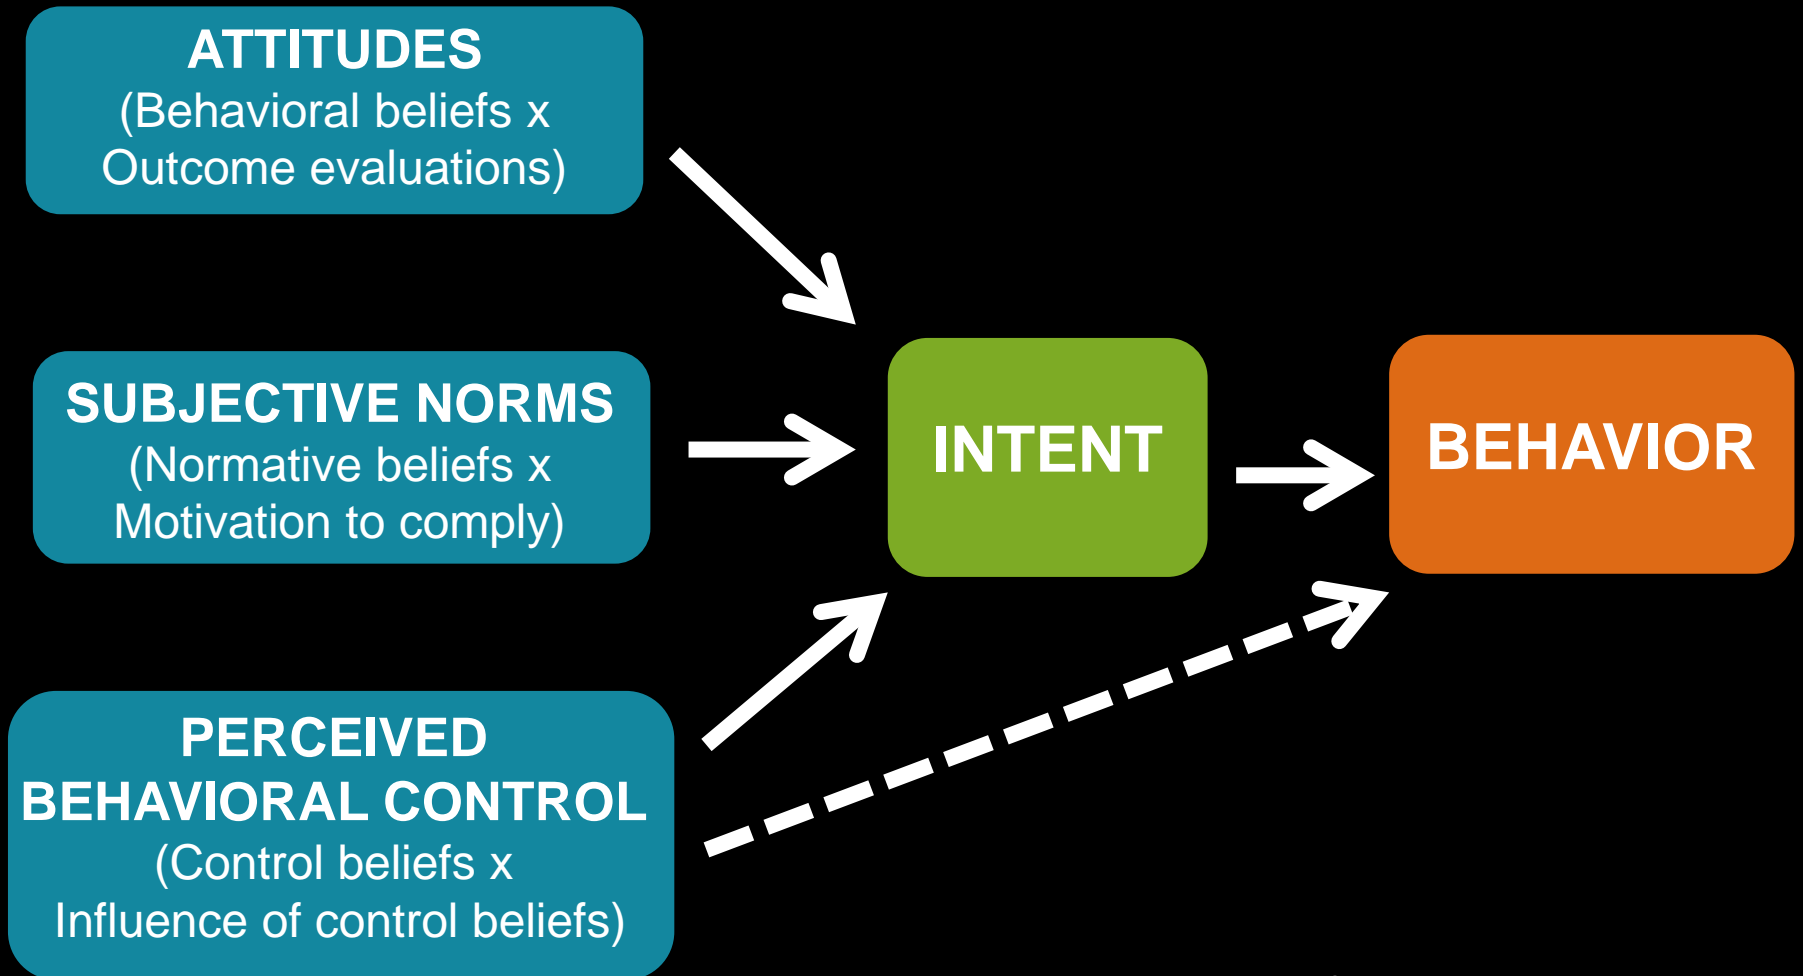 ATTITUDES
(Behavioral beliefs x
Outcome evaluations)
SUBJECTIVE NORMS
(Normative beliefs x
Motivation to comply)
PERCEIVED
BEHAVIORAL CONTROL
(Control beliefs x
Influence of control beliefs)
INTENT
BEHAVIOR